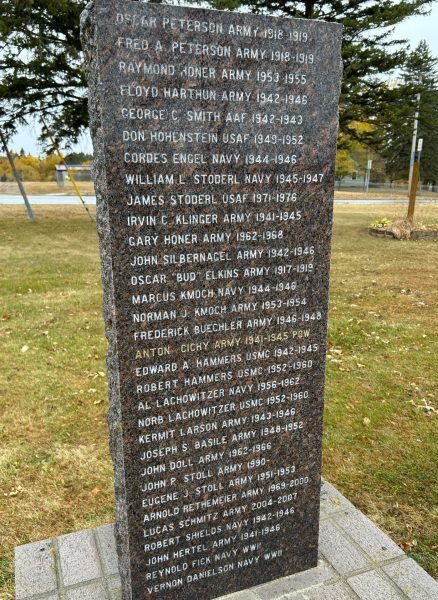 OSCAR PETERSON ARMY 1918-1919
FRED A. PETERSON ARMY 1918-1919
RAYMOND HONER ARMY 1953-1955
FLOYD HARTHUN ARMY 1942-1946
GEORGE C. SMITH AAF 1942-1943
DON HOHENSTEIN USAF 1949-1952
CORDES ENGEL NAVY 1944-1946
WILLIAM L. STODERL NAVY 1945-1947
JAMES STODERL USAF 1971-1976
IRVIN C. KLINGER ARMY 1941-1945
GARY HONER ARMY 1962-1968
JOHN SILBERNAGEL ARMY 1942-1946
OSCAR "BUD" ELKINS ARMY 1917-1919
MARCUS KMOCH NAVY 1944-1946
NORMAN J. KMOCH ARMY 1953-1954
FREDERICK BUECHLER ARMY 1946-1948
ANTON CICHY ARMY 1941-1945 POW
EDWARD A. HAMMERS USMC 1942-1945
ROBERT HAMMERS USMC 1952-1960
AL LACHOWITZER NAVY 1956-1962
NORB LACHOWITZER USMC 1952-1960
KERMIT LARSON ARMY 1943-1946
JOSEPH S. BASILE ARMY 1948-1952
JOHN DOLL ARMY 1962-1966
JOHN P. STOLL ARMY 1990
EUGENE J. STOLL ARMY 1951-1953
ARNOLD RETHEMEIER ARMY 1969-2000
LUCAS SCHMITZ ARMY 2004-2007
ROBERT SHIELDS NAVY 1942-1946
JOHN HERTEL ARMY 1941-1946
REYNOLD FICK NAVY WWII
VERNON DANIELSON NAVY WWII